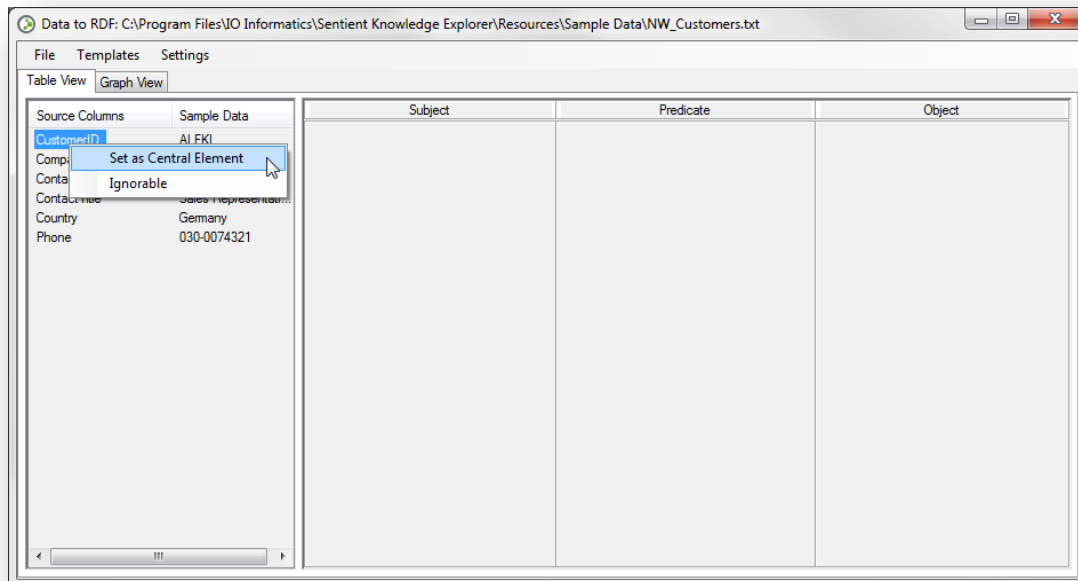 Data to RDF: C:\Program Files\IO Informatics\Sentient Knowledge Explorer\Resources\Sample Data\NW_Customers.txt
File Templates Settings
Table View Graph View
Source Columns Sample Data Subject Predicate Object
CustomerID ALFKI
Set as Central Element
Ignorable
Country Germany
Phone 030-0074321